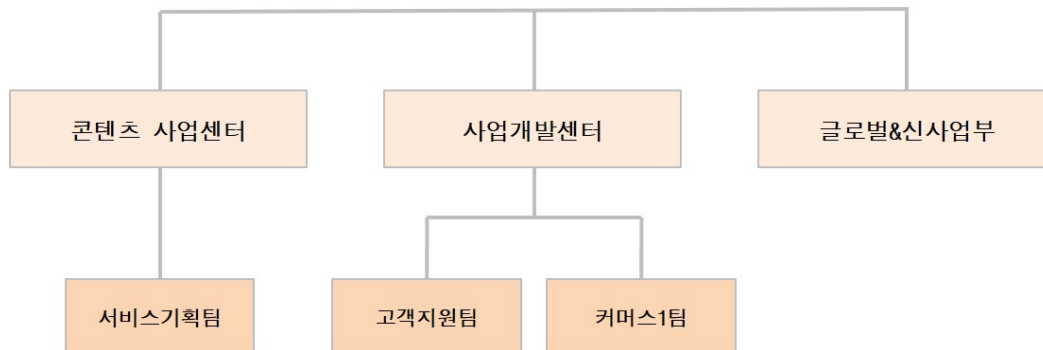 콘텐츠 사업센터
사업개발센터
글로벌&신사업부
서비스기획팀
고객지원팀
커머스1팀